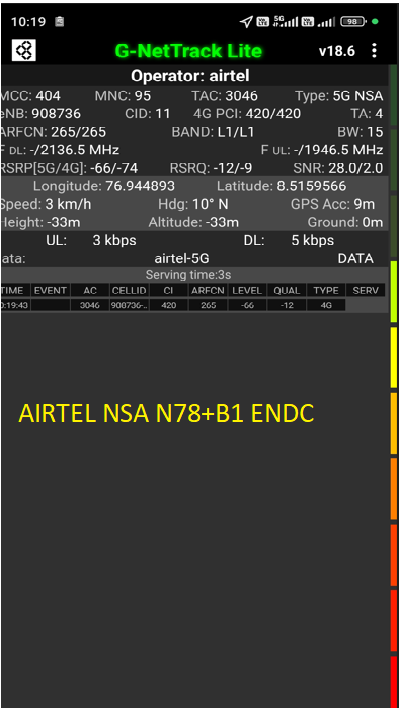 10:19 5G 98
G-NetTrack Lite v18.6
Operator: airtel
MCC: 404 MNC: 95 TAC: 3046 Type: 5G NSA
eNB: 908736 CID: 11 4G PCI: 420/420 TA: 4
ARFCN: 265/265 BAND: L1/L1 BW: 15
F DL: -/2136.5 MHz F UL: -/1946.5 MHz
RSRP[5G/4G]: -66/-74 RSRQ: -12/-9 SNR: 28.0/2.0
Longitude: 76.944893 Latitude: 8.5159566
Speed: 3 km/h Hdg: 10° N GPS Acc: 9m
Height: -33m Altitude: -33m Ground: 0m
UL: 3 kbps DL: 5 kbps
ata: airtel-5G DATA
Serving time:3s
TIME EVENT AC CELLID CI ARFCN LEVEL QUAL TYPE SERV
0:19:43 3046 908736-.. 420 265 -66 -12 4G
AIRTEL NSA N78+B1 ENDC